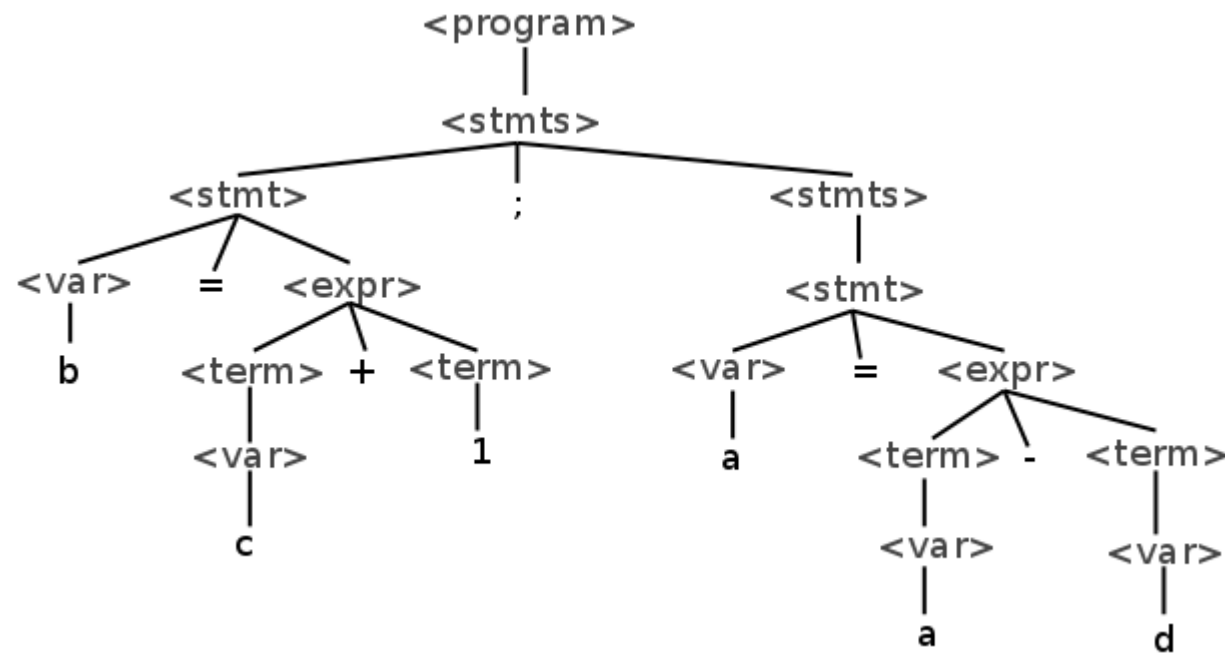 <program>
<stmts>
<stmt> ; <stmts>
<var> = <expr> <stmt>
b <term> + <term> <var> = <expr>
<var> 1 a <term> - <term>
c <var> <var>
a d